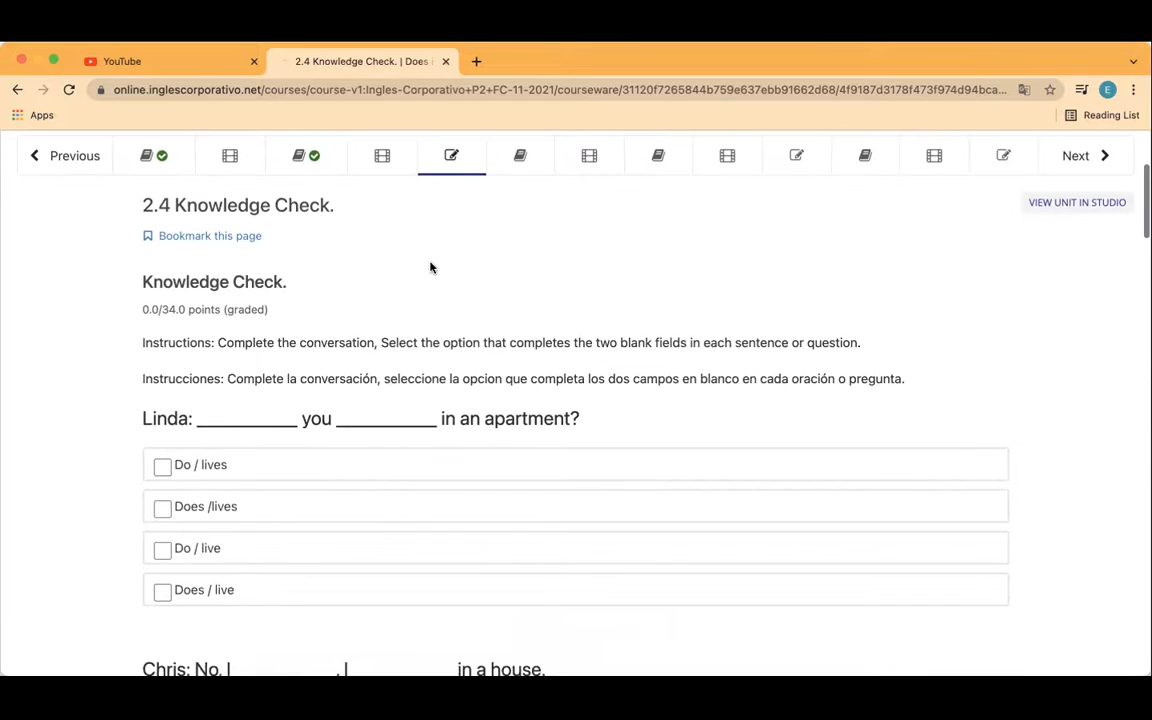 YouTube
2.4 Knowledge Check. | Does
online.inglescorporativo.net/courses/course-v1:Ingles-Corporativo+P2+FC-11-2021/courseware/31120f7265844b759e637ebb91662d68/4f9187d3178f473f974d94bca...
E
Apps
Reading List
Previous
Next
2.4 Knowledge Check.
VIEW UNIT IN STUDIO
Bookmark this page
Knowledge Check.
0.0/34.0 points (graded)
Instructions: Complete the conversation, Select the option that completes the two blank fields in each sentence or question.
Instrucciones: Complete la conversación, seleccione la opcion que completa los dos campos en blanco en cada oración o pregunta.
Linda: __________ you __________ in an apartment?
Do / lives
Does /lives
Do / live
Does / live
Chris: No, I __________. I __________ in a house.